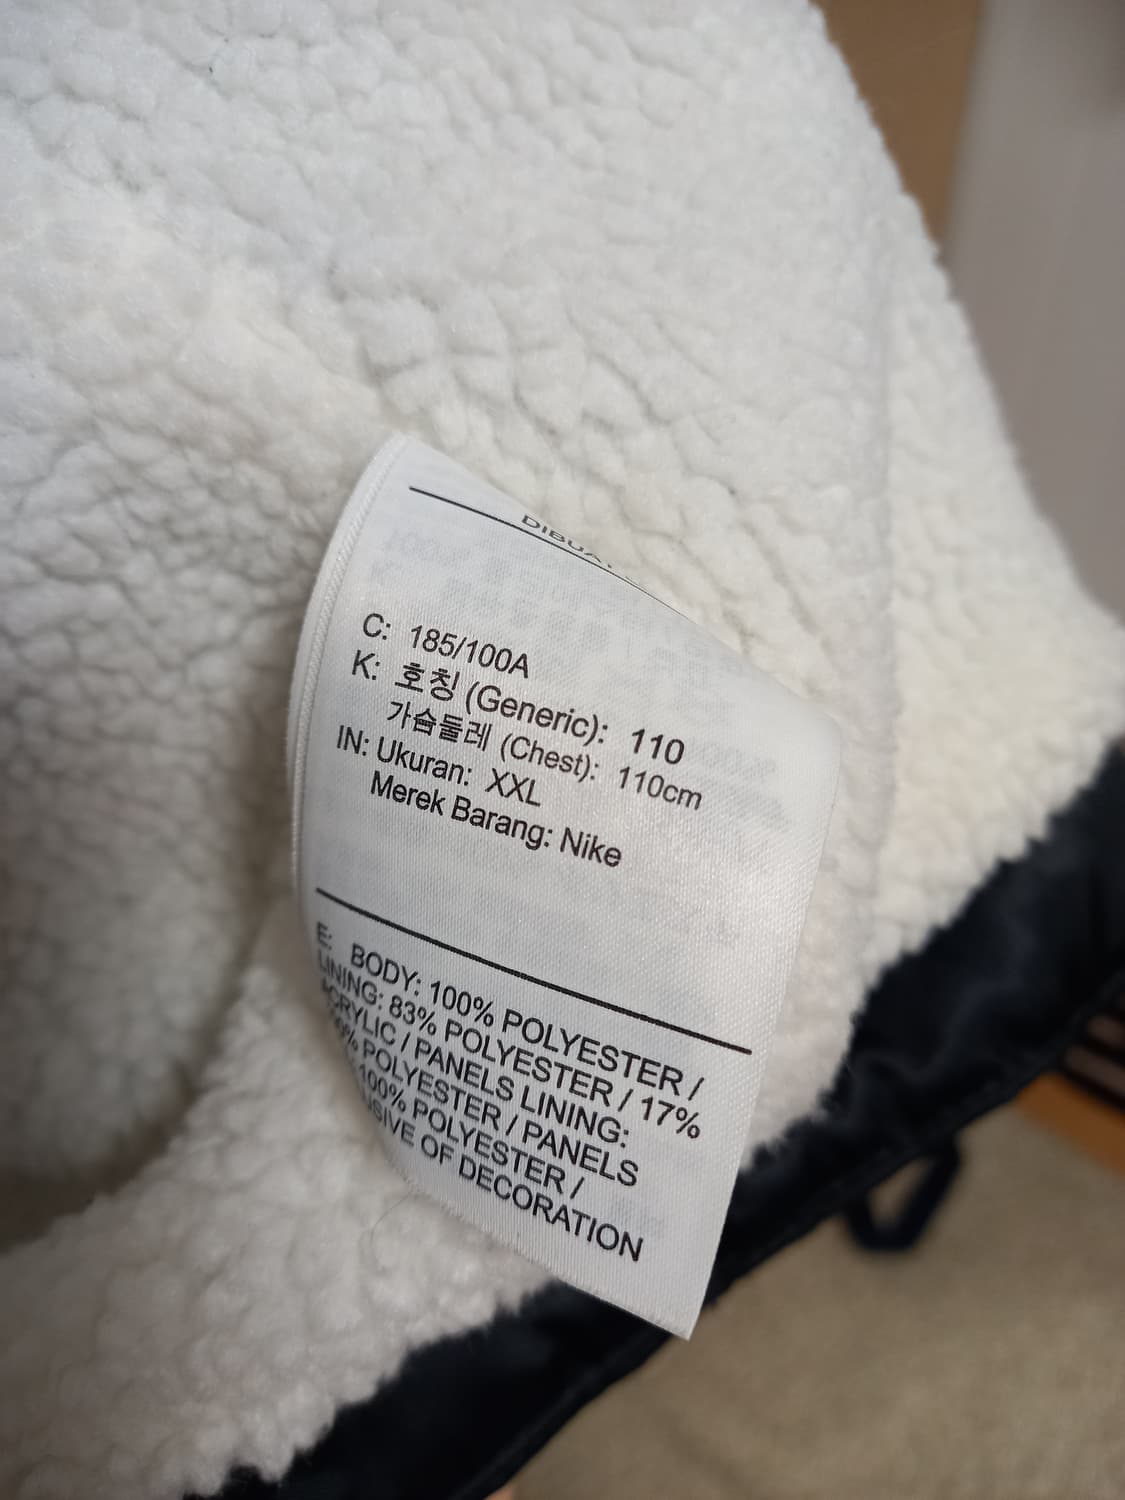 C: 185/100A
K: 호칭 (Generic): 110
가슴둘레 (Chest): 110cm
IN: Ukuran: XXL
Merek Barang: Nike
E: BODY: 100% POLYESTER /
LINING: 83% POLYESTER / 17%
ACRYLIC / PANELS LINING:
POLYESTER / PANELS
100% POLYESTER /
OF DECORATION